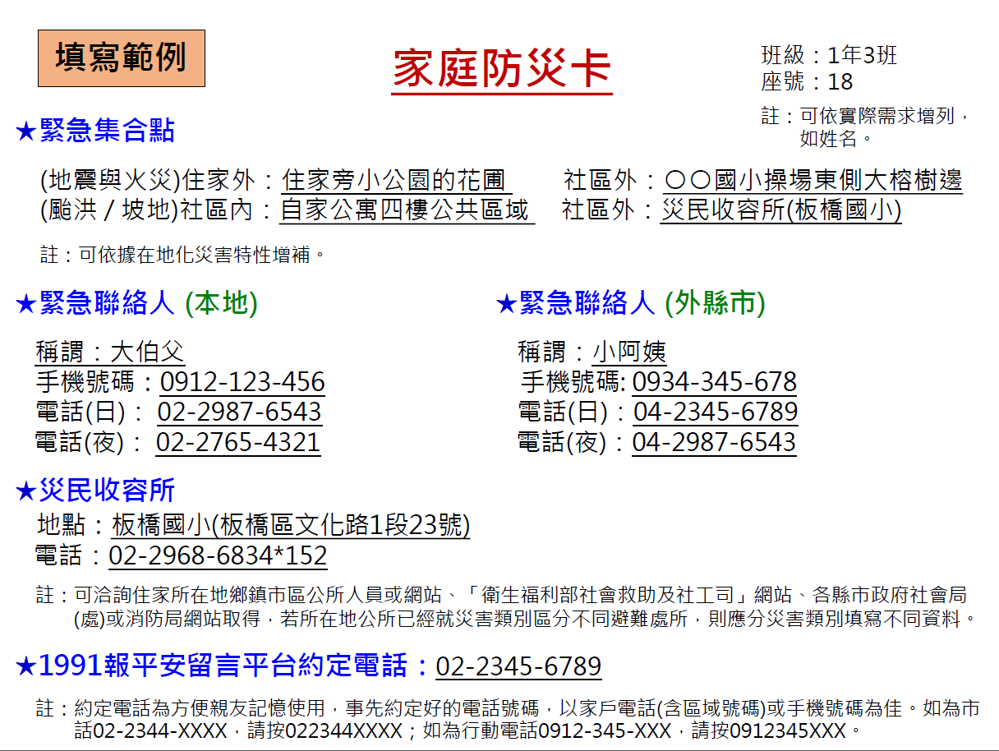 填寫範例
家庭防災卡
班級：1年3班
座號：18
註：可依實際需求增列，
如姓名。
★緊急集合點
(地震與火災)住家外：住家旁小公園的花圃 社區外：○○國小操場東側大榕樹邊
(颱洪／坡地)社區內：自家公寓四樓公共區域 社區外：災民收容所(板橋國小)
註：可依據在地化災害特性增補。
★緊急聯絡人 (本地)
稱謂：大伯父
手機號碼：0912-123-456
電話(日)： 02-2987-6543
電話(夜)： 02-2765-4321
★緊急聯絡人 (外縣市)
稱謂：小阿姨
手機號碼: 0934-345-678
電話(日)：04-2345-6789
電話(夜)：04-2987-6543
★災民收容所
地點：板橋國小(板橋區文化路1段23號)
電話：02-2968-6834*152
註：可洽詢住家所在地鄉鎮市區公所人員或網站、「衛生福利部社會救助及社工司」網站、各縣市政府社會局
(處)或消防局網站取得，若所在地公所已經就災害類別區分不同避難處所，則應分災害類別填寫不同資料。
★1991報平安留言平台約定電話：02-2345-6789
註：約定電話為方便親友記憶使用，事先約定好的電話號碼，以家戶電話(含區域號碼)或手機號碼為佳。如為市
話02-2344-XXXX，請按022344XXXX；如為行動電話0912-345-XXX，請按0912345XXX。